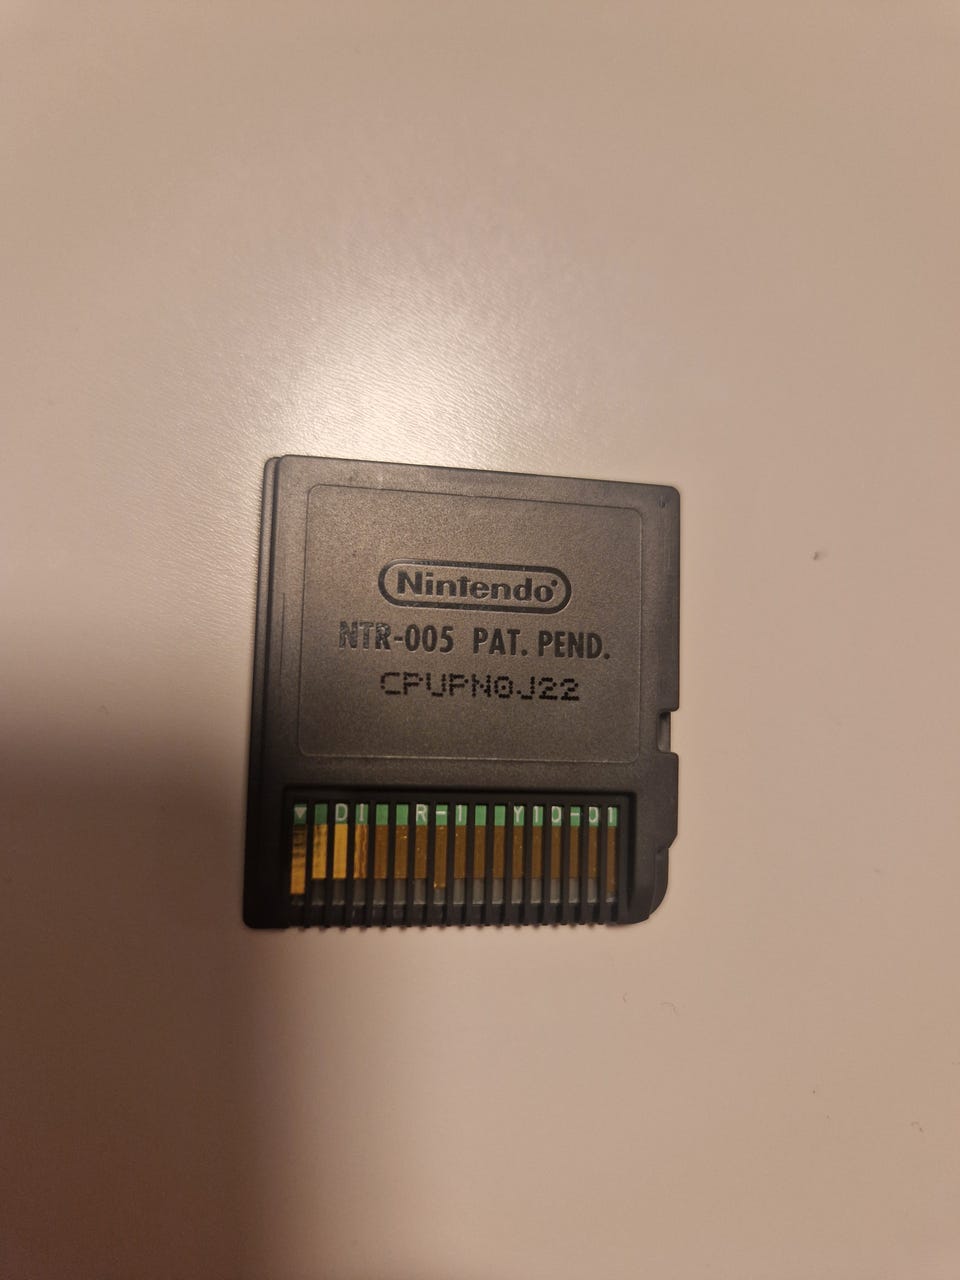 Nintendo
NTR-005 PAT. PEND.
CPUPN0J22